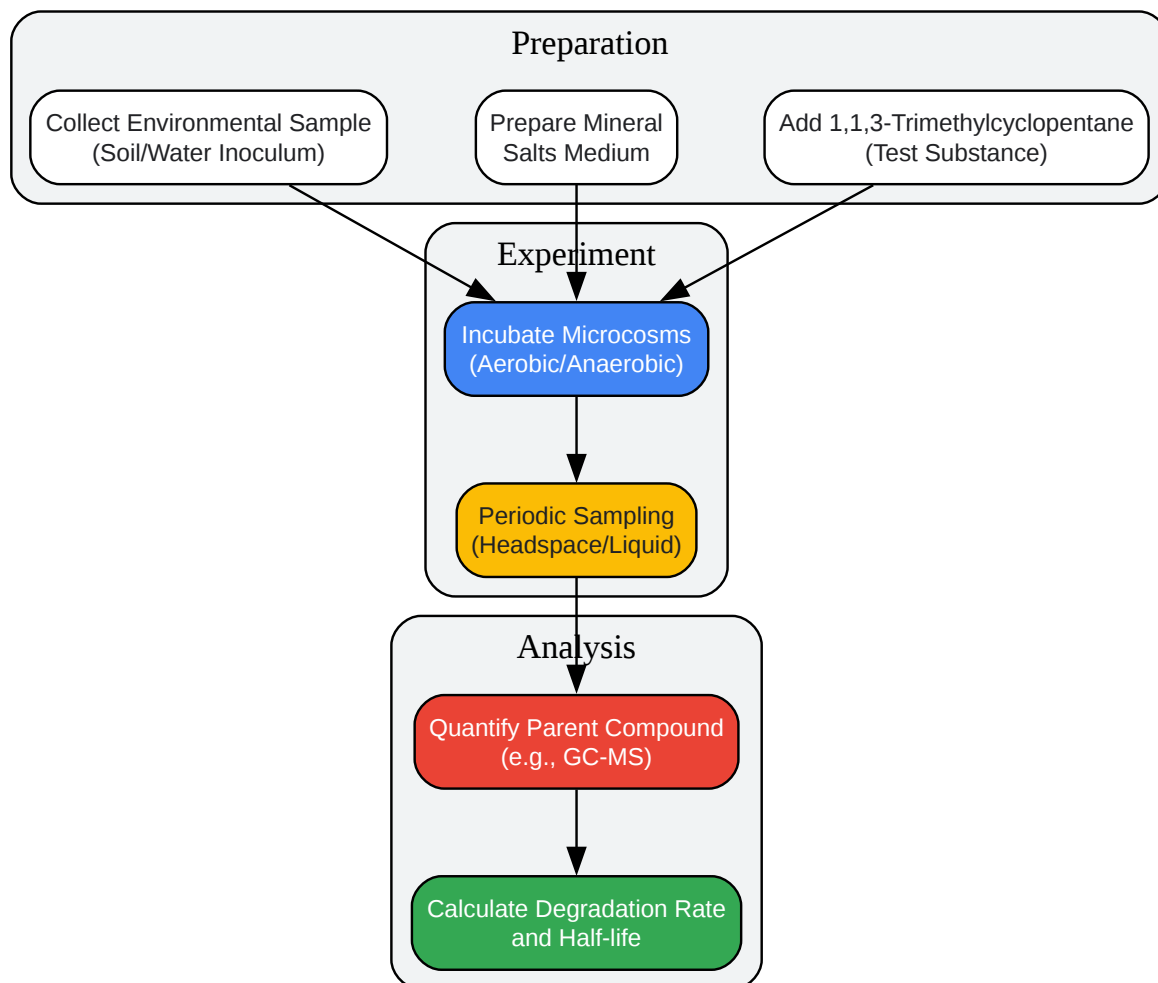 Preparation
Collect Environmental Sample
(Soil/Water Inoculum)
Prepare Mineral
Salts Medium
Add 1,1,3-Trimethylcyclopentane
(Test Substance)
Experiment
Incubate Microcosms
(Aerobic/Anaerobic)
Periodic Sampling
(Headspace/Liquid)
Analysis
Quantify Parent Compound
(e.g., GC-MS)
Calculate Degradation Rate
and Half-life